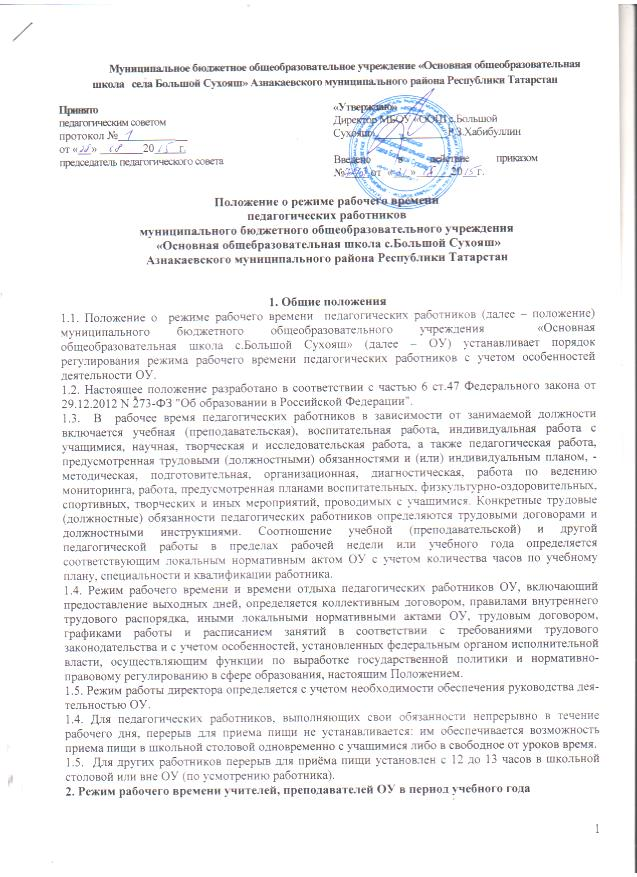 Муниципальное бюджетное общеобразовательное учреждение «Основная общеобразовательная
школа села Большой Сухояш» Азнакаевского муниципального района Республики Татарстан
Принято
педагогическим советом
протокол № 1
от « » 08 2015 г.
председатель педагогического совета
«Утверждаю»
Директор МБОУ «ООШ с.Большой
Сухояш» Р.З.Хабибуллин
Введено в действие приказом
№ от « » 2015 г.
Положение о режиме рабочего времени
педагогических работников
муниципального бюджетного общеобразовательного учреждения
«Основная общебразовательная школа с.Большой Сухояш»
Азнакаевского муниципального района Республики Татарстан
1. Общие положения
1.1. Положение о режиме рабочего времени педагогических работников (далее – положение)
муниципального бюджетного общеобразовательного учреждения «Основная
общеобразовательная школа с.Большой Сухояш» (далее – ОУ) устанавливает порядок
регулирования режима рабочего времени педагогических работников с учетом особенностей
деятельности ОУ.
1.2. Настоящее положение разработано в соответствии с частью 6 ст.47 Федерального закона от
29.12.2012 N 273-ФЗ "Об образовании в Российской Федерации".
1.3. В рабочее время педагогических работников в зависимости от занимаемой должности
включается учебная (преподавательская), воспитательная работа, индивидуальная работа с
учащимися, научная, творческая и исследовательская работа, а также педагогическая работа,
предусмотренная трудовыми (должностными) обязанностями и (или) индивидуальным планом, -
методическая, подготовительная, организационная, диагностическая, работа по ведению
мониторинга, работа, предусмотренная планами воспитательных, физкультурно-оздоровительных,
спортивных, творческих и иных мероприятий, проводимых с учащимися. Конкретные трудовые
(должностные) обязанности педагогических работников определяются трудовыми договорами и
должностными инструкциями. Соотношение учебной (преподавательской) и другой
педагогической работы в пределах рабочей недели или учебного года определяется
соответствующим локальным нормативным актом ОУ с учетом количества часов по учебному
плану, специальности и квалификации работника.
1.4. Режим рабочего времени и времени отдыха педагогических работников ОУ, включающий
предоставление выходных дней, определяется коллективным договором, правилами внутреннего
трудового распорядка, иными локальными нормативными актами ОУ, трудовым договором,
графиками работы и расписанием занятий в соответствии с требованиями трудового
законодательства и с учетом особенностей, установленных федеральным органом исполнительной
власти, осуществляющим функции по выработке государственной политики и нормативно-
правовому регулированию в сфере образования, настоящим Положением.
1.5. Режим работы директора определяется с учетом необходимости обеспечения руководства дея-
тельностью ОУ.
1.4. Для педагогических работников, выполняющих свои обязанности непрерывно в течение
рабочего дня, перерыв для приема пищи не устанавливается: им обеспечивается возможность
приема пищи в школьной столовой одновременно с учащимися либо в свободное от уроков время.
1.5. Для других работников перерыв для приёма пищи установлен с 12 до 13 часов в школьной
столовой или вне ОУ (по усмотрению работника).
2. Режим рабочего времени учителей, преподавателей ОУ в период учебного года
1